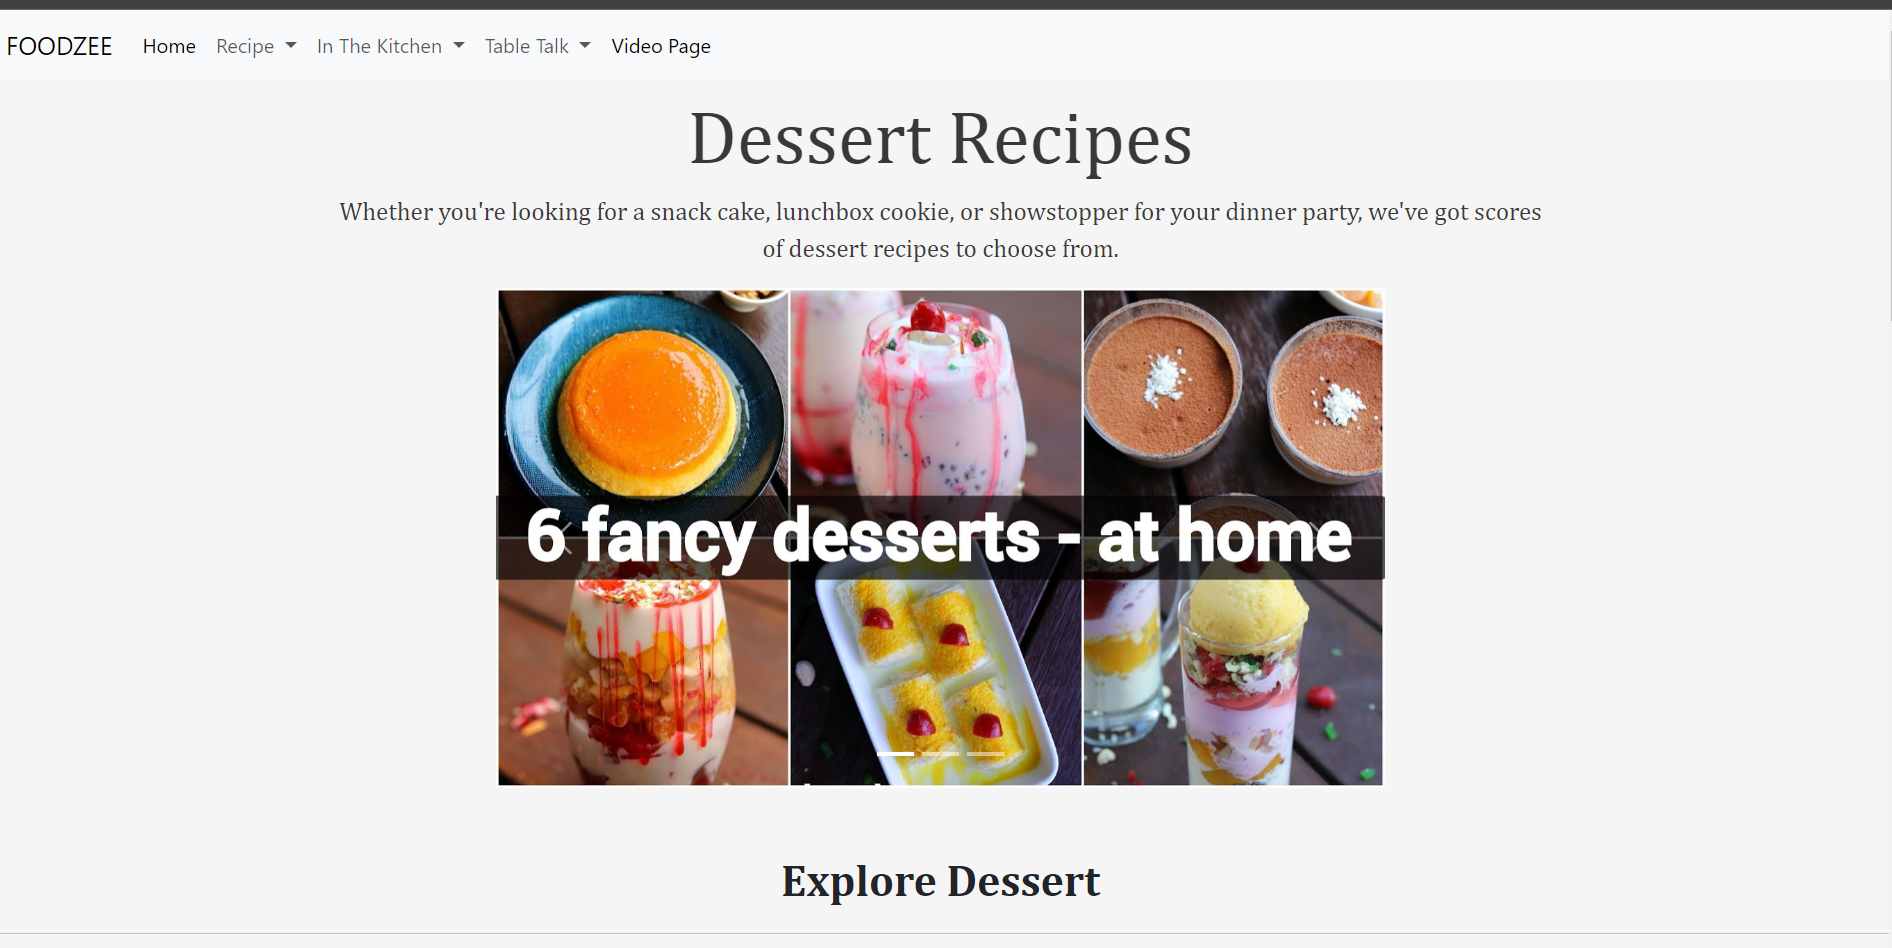 FOODZEE Home Recipe In The Kitchen Table Talk Video Page
Dessert Recipes
Whether you're looking for a snack cake, lunchbox cookie, or showstopper for your dinner party, we've got scores
of dessert recipes to choose from.
6 fancy desserts - at home
Explore Dessert